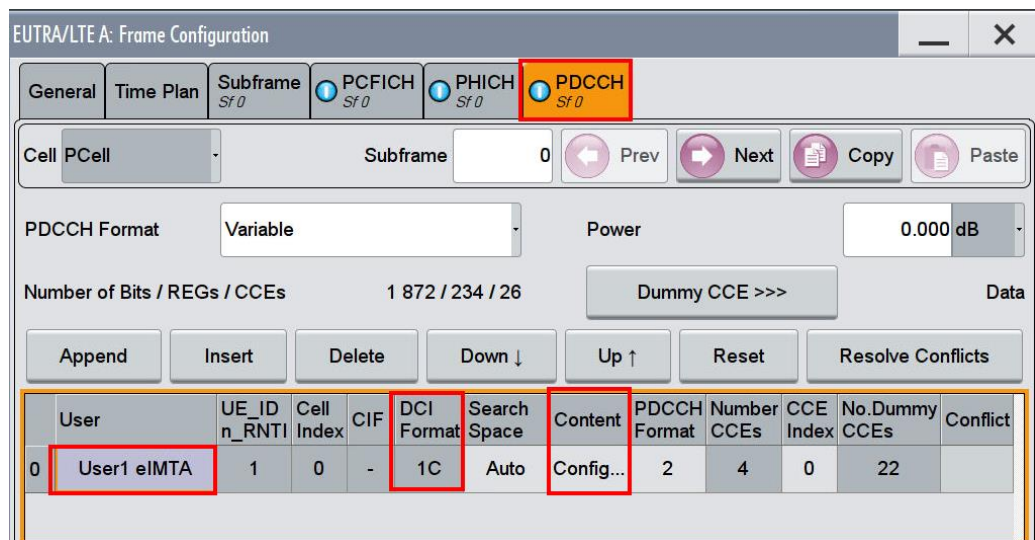 EUTRA/LTE A: Frame Configuration
General Time Plan Subframe Sf 0 PCFICH Sf 0 PHICH Sf 0 PDCCH Sf 0
Cell PCell Subframe 0 Prev Next Copy Paste
PDCCH Format Variable Power 0.000 dB
Number of Bits / REGs / CCEs 1 872 / 234 / 26 Dummy CCE >>> Data
Append Insert Delete Down ↓ Up ↑ Reset Resolve Conflicts
User UE_ID n_RNTI Cell Index CIF DCI Format Search Space Content PDCCH Format Number CCEs CCE Index No.Dummy CCEs Conflict
0 User1 eIMTA 1 0 - 1C Auto Config... 2 4 0 22